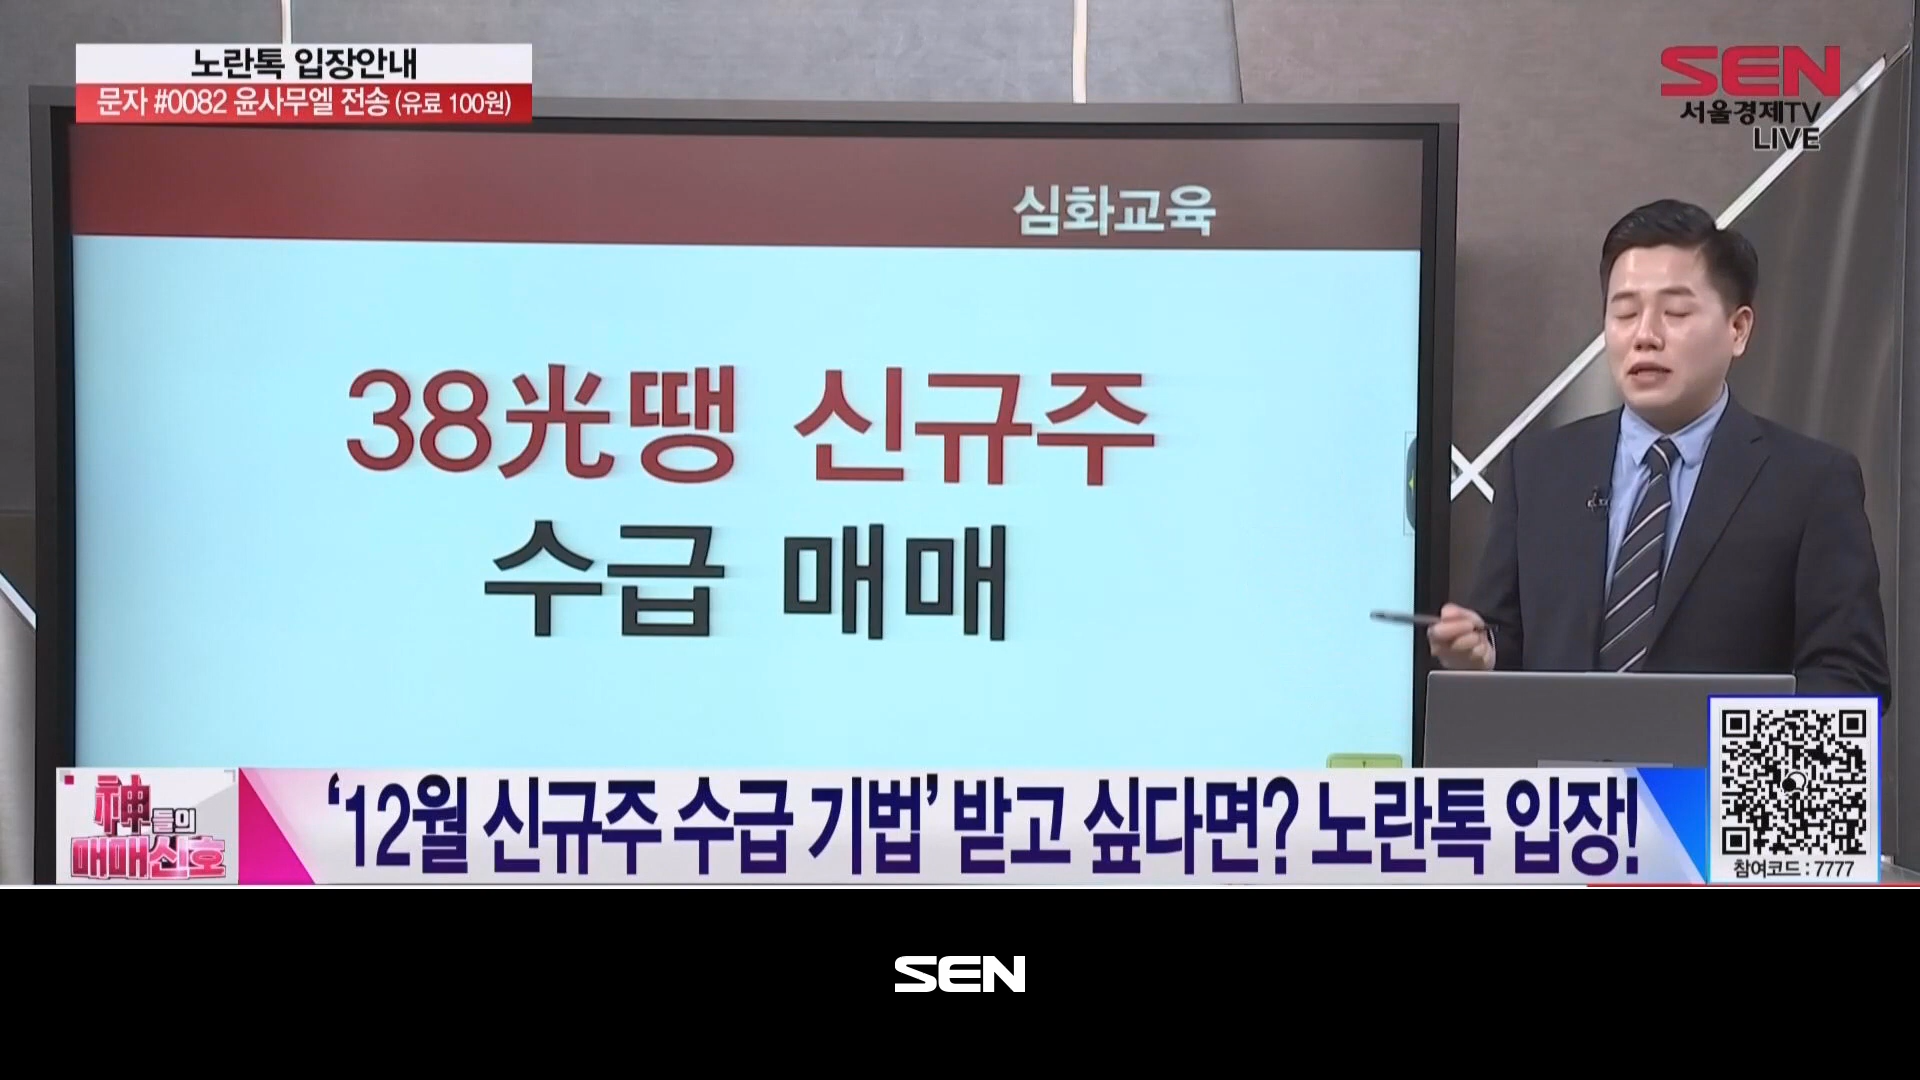 노란톡 입장안내
문자 #0082 윤사무엘 전송 (유료 100원)
SEN
서울경제TV
LIVE
심화교육
38光땡 신규주
수급 매매
神들의
매매신호
‘12월 신규주 수급 기법’ 받고 싶다면? 노란톡 입장!
참여코드 : 7777
SEN